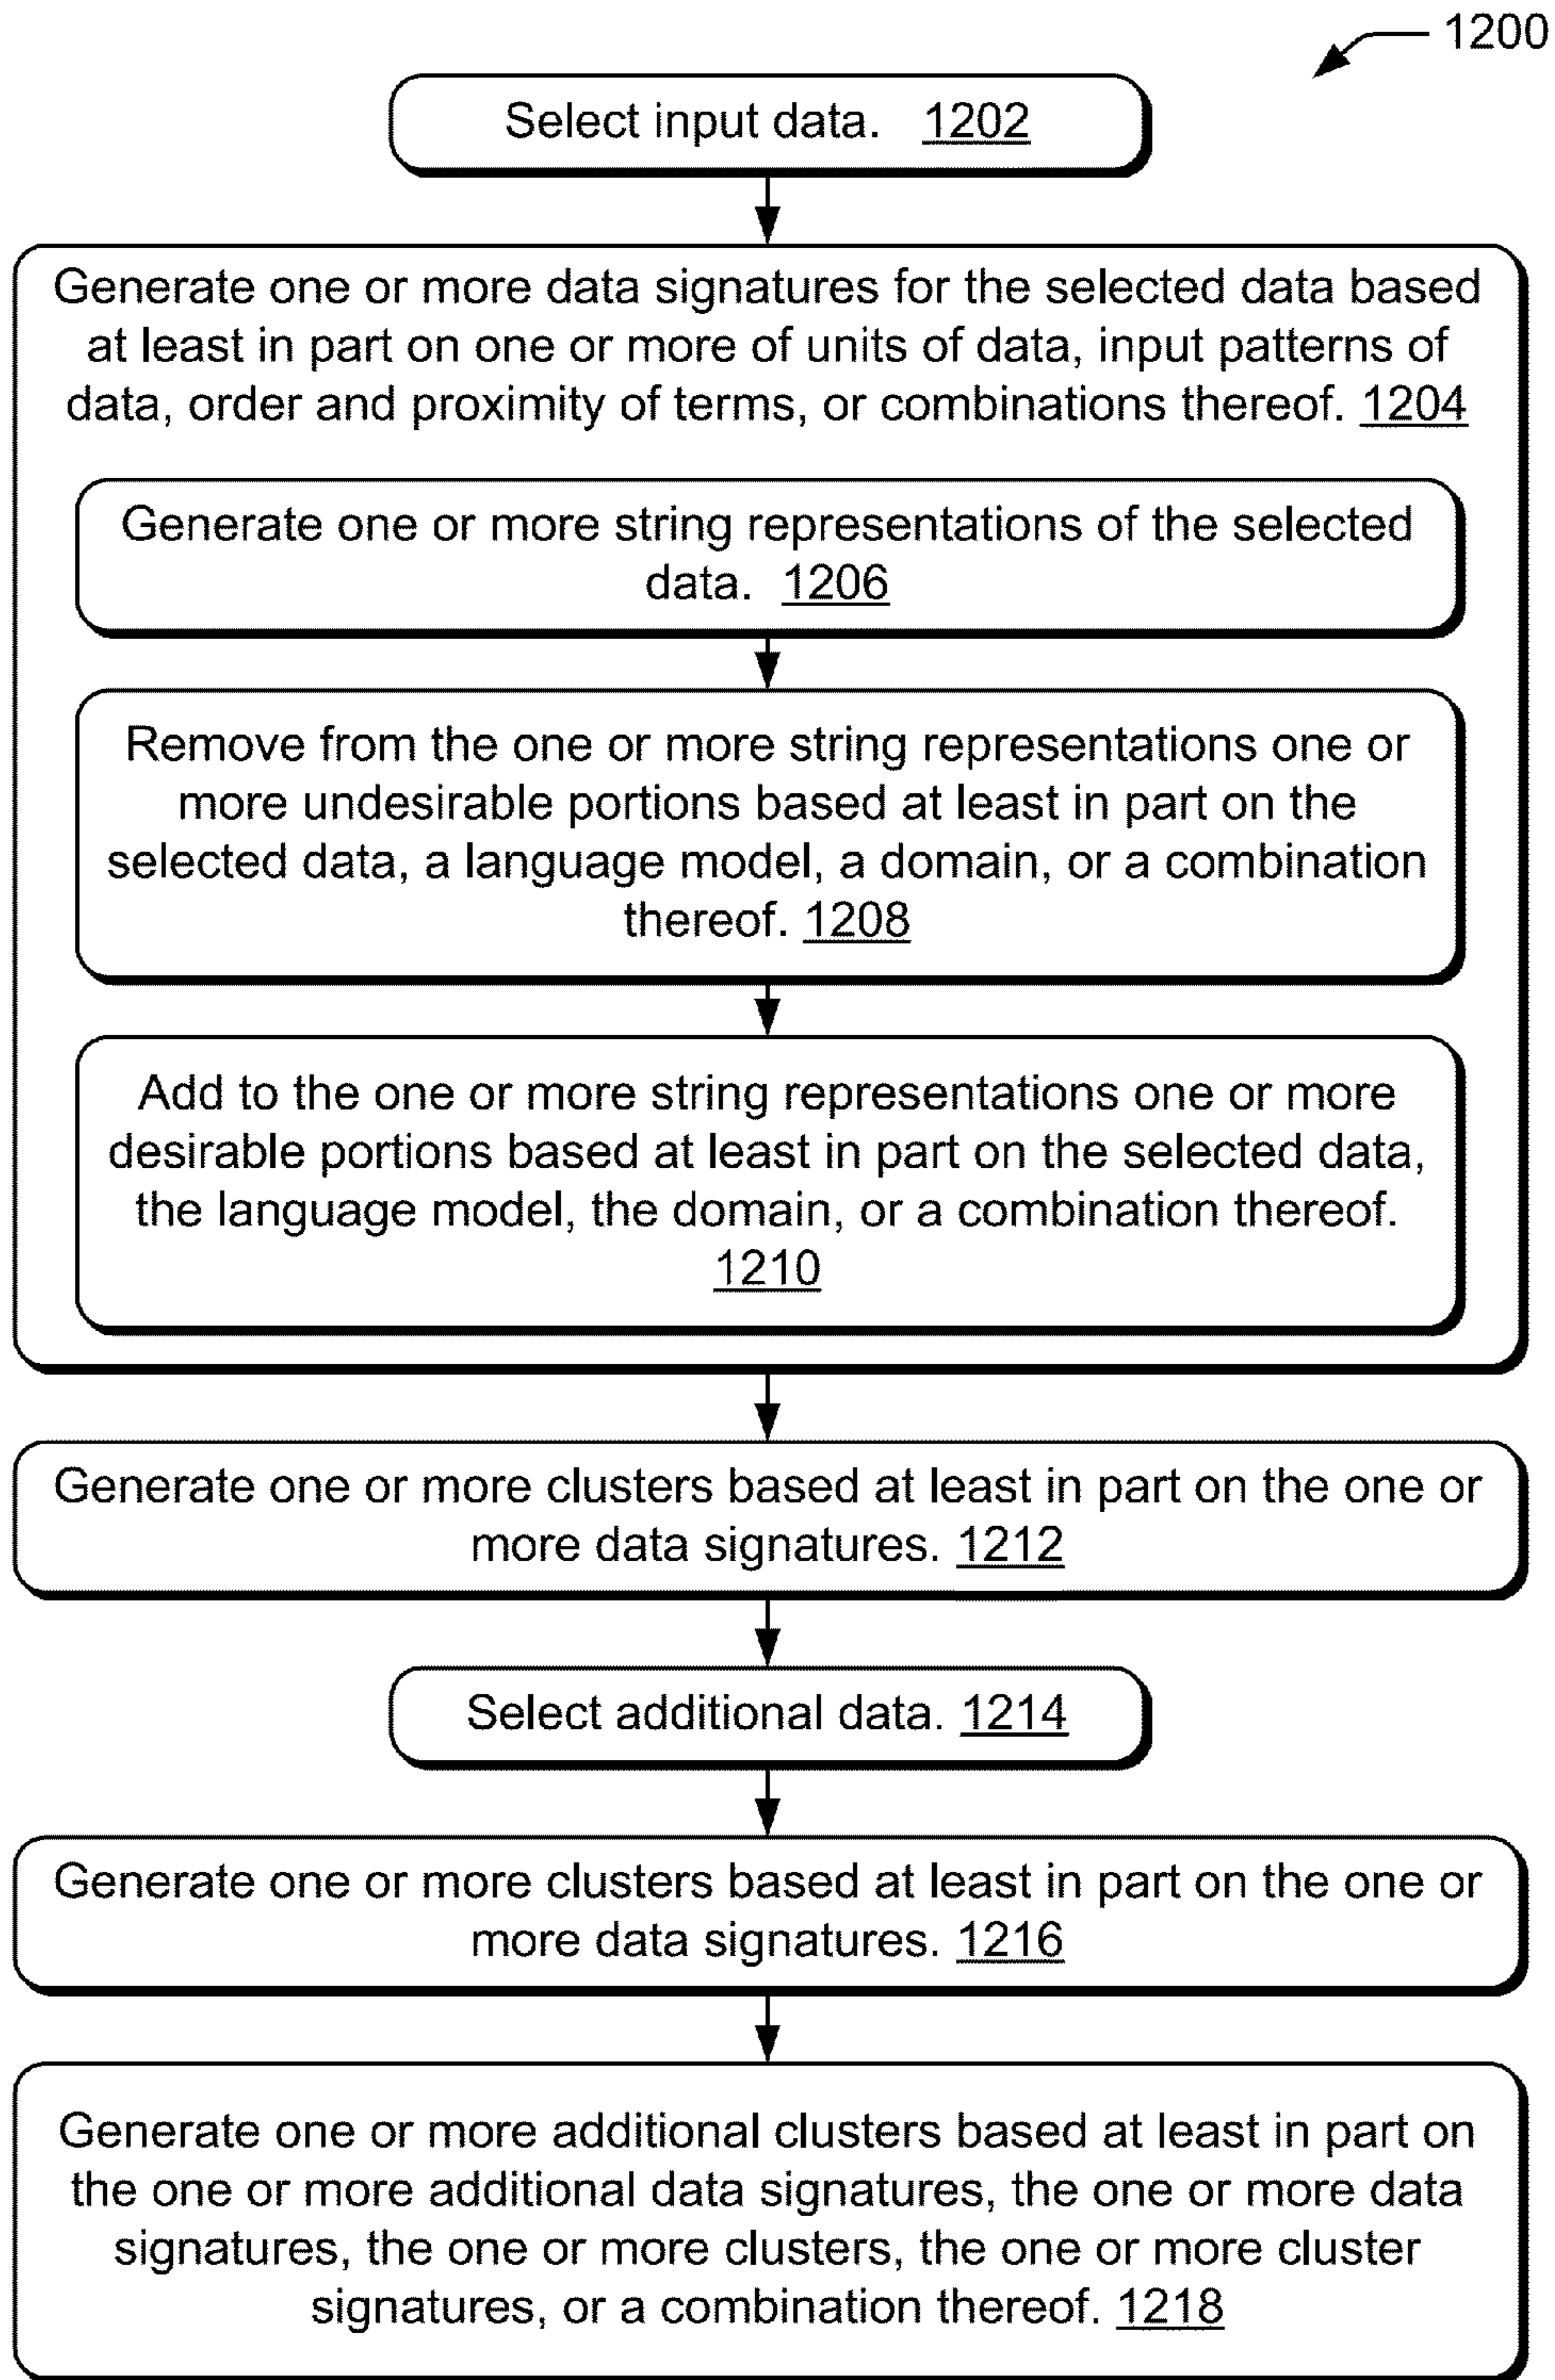 1200
Select input data. 1202
Generate one or more data signatures for the selected data based
at least in part on one or more of units of data, input patterns of
data, order and proximity of terms, or combinations thereof. 1204
Generate one or more string representations of the selected
data. 1206
Remove from the one or more string representations one or
more undesirable portions based at least in part on the
selected data, a language model, a domain, or a combination
thereof. 1208
Add to the one or more string representations one or more
desirable portions based at least in part on the selected data,
the language model, the domain, or a combination thereof.
1210
Generate one or more clusters based at least in part on the one or
more data signatures. 1212
Select additional data. 1214
Generate one or more clusters based at least in part on the one or
more data signatures. 1216
Generate one or more additional clusters based at least in part on
the one or more additional data signatures, the one or more data
signatures, the one or more clusters, the one or more cluster
signatures, or a combination thereof. 1218